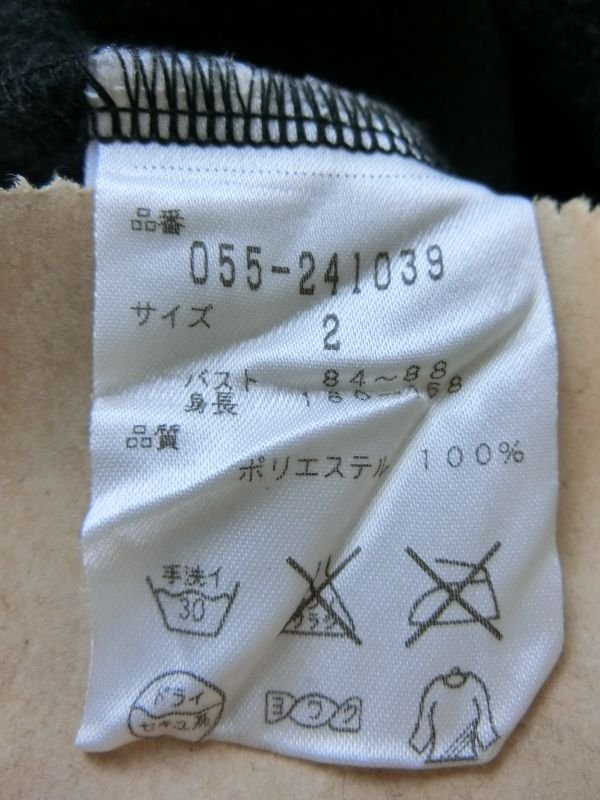 品番
055-241039
サイズ
2
バスト 84～88
身長
品質
ポリエステル 100%
手洗イ
30
ドライ
セキユ系
ヨワク